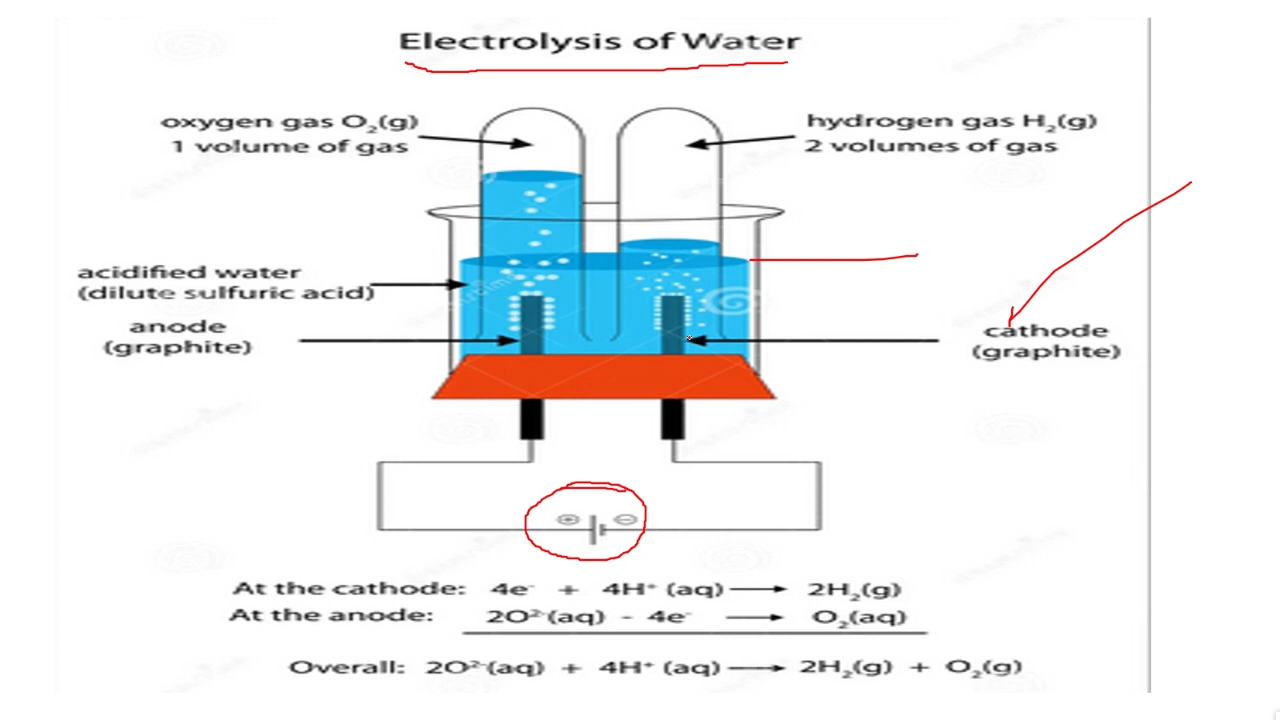 Electrolysis of Water
oxygen gas O₂(g)
1 volume of gas
hydrogen gas H₂(g)
2 volumes of gas
acidified water
(dilute sulfuric acid)
anode
(graphite)
cathode
(graphite)
+ −
At the cathode: 4e⁻ + 4H⁺ (aq) → 2H₂(g)
At the anode: 2O²⁻(aq) - 4e⁻ → O₂(aq)
Overall: 2O²⁻(aq) + 4H⁺ (aq) → 2H₂(g) + O₂(g)